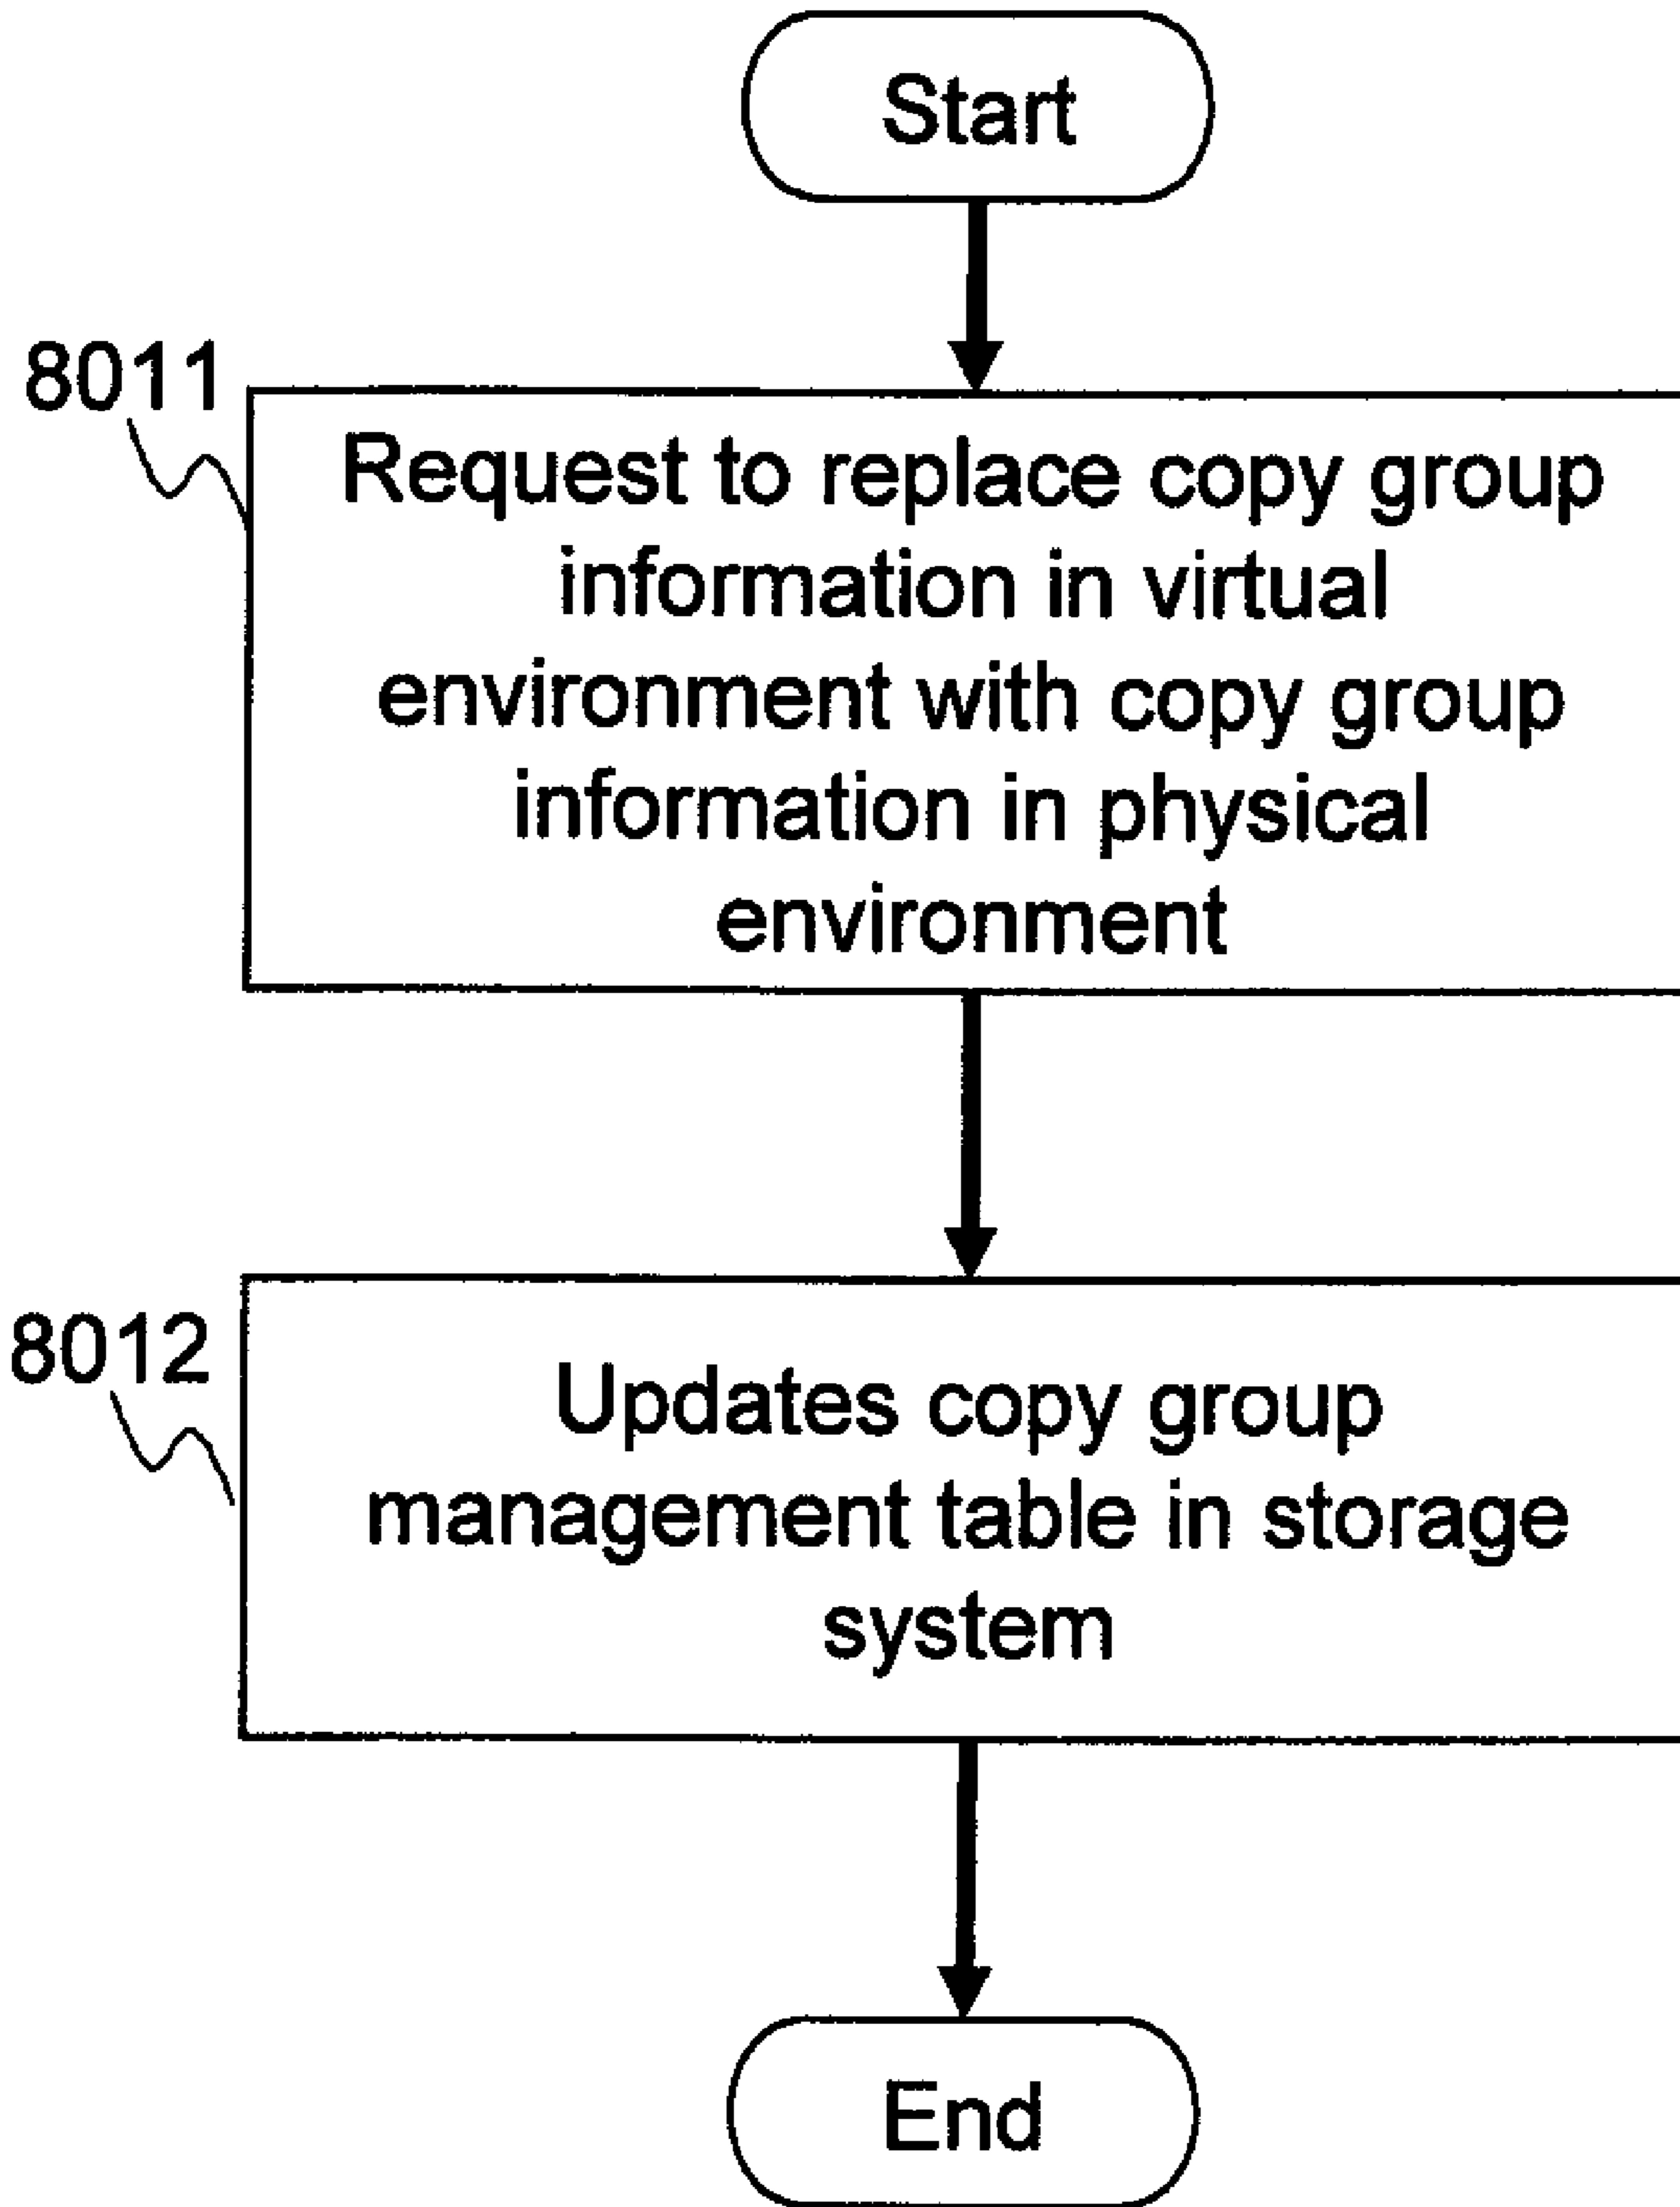 Start
8011
Request to replace copy group
information in virtual
environment with copy group
information in physical
environment
8012
Updates copy group
management table in storage
system
End